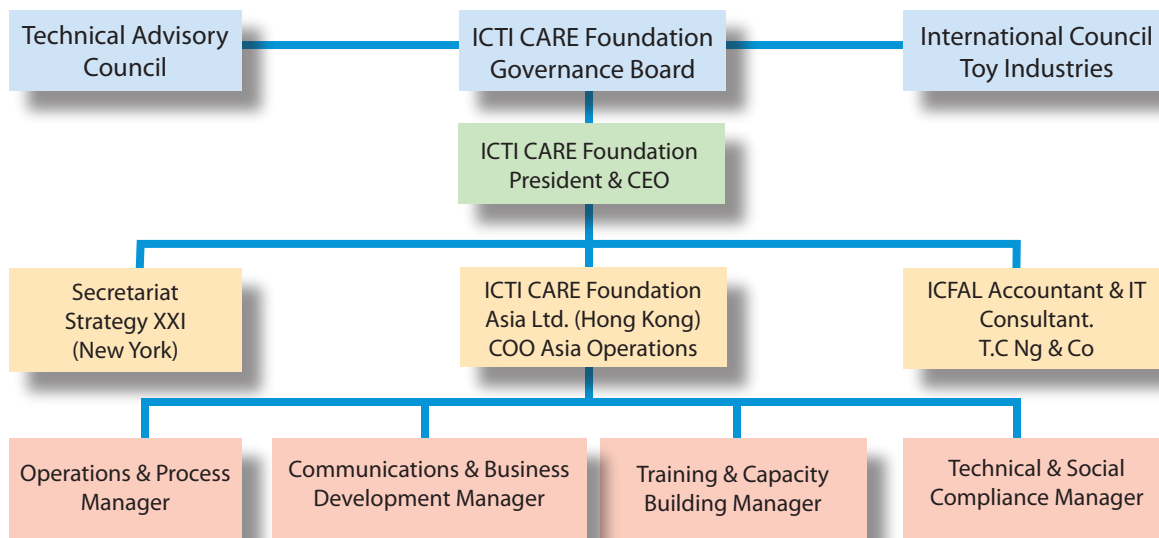 Technical Advisory
Council
ICTI CARE Foundation
Governance Board
International Council
Toy Industries
ICTI CARE Foundation
President & CEO
Secretariat
Strategy XXI
(New York)
ICTI CARE Foundation
Asia Ltd. (Hong Kong)
COO Asia Operations
ICFAL Accountant & IT
Consultant.
T.C Ng & Co
Operations & Process
Manager
Communications & Business
Development Manager
Training & Capacity
Building Manager
Technical & Social
Compliance Manager